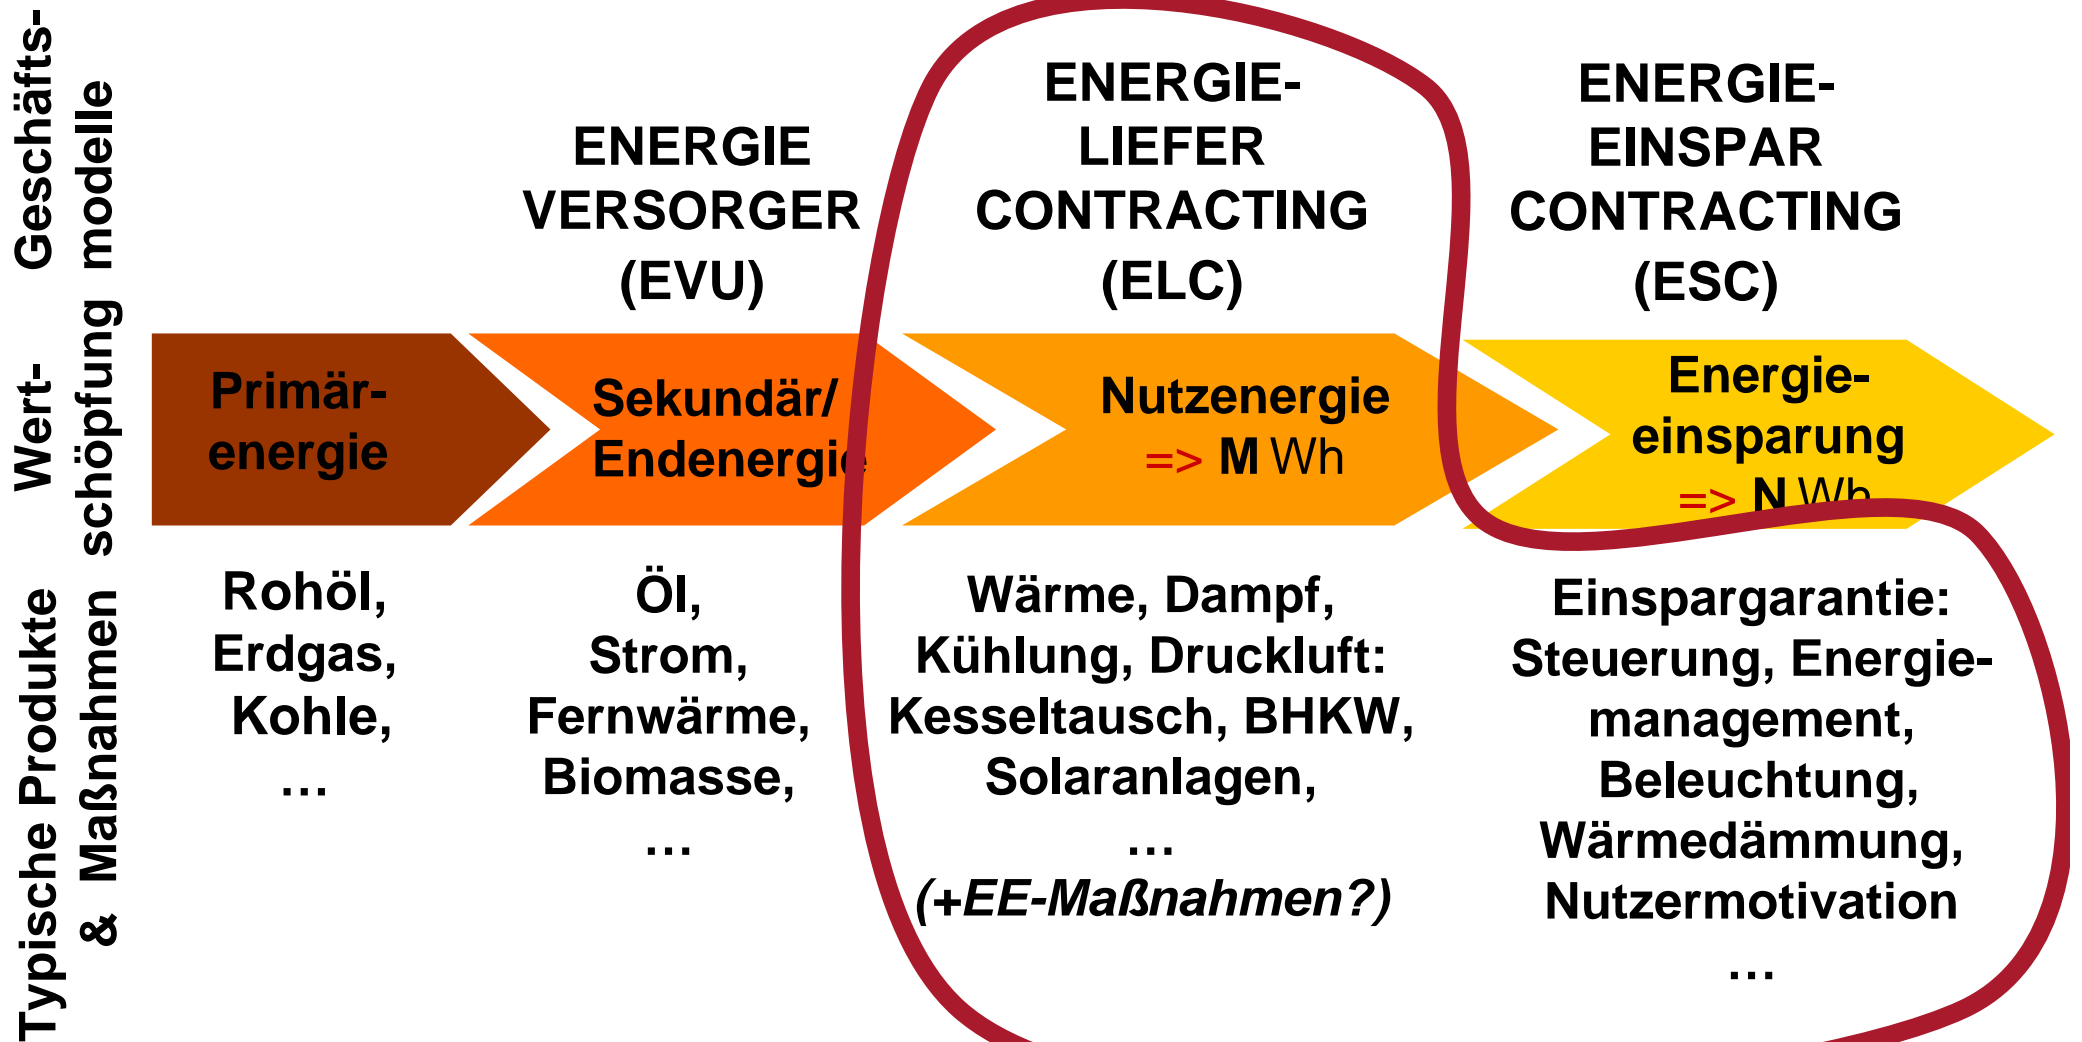 Geschäfts-
modelle
ENERGIE
VERSORGER
(EVU)
ENERGIE-
LIEFER
CONTRACTING
(ELC)
ENERGIE-
EINSPAR
CONTRACTING
(ESC)
Wert-
schöpfung
Primär-
energie
Sekundär/
Endenergie
Nutzenergie
=> M Wh
Energie-
einsparung
=> N Wh
Typische Produkte
& Maßnahmen
Rohöl,
Erdgas,
Kohle,
...
Öl,
Strom,
Fernwärme,
Biomasse,
...
Wärme, Dampf,
Kühlung, Druckluft:
Kesseltausch, BHKW,
Solaranlagen,
...
(+EE-Maßnahmen?)
Einspargarantie:
Steuerung, Energie-
management,
Beleuchtung,
Wärmedämmung,
Nutzermotivation
...